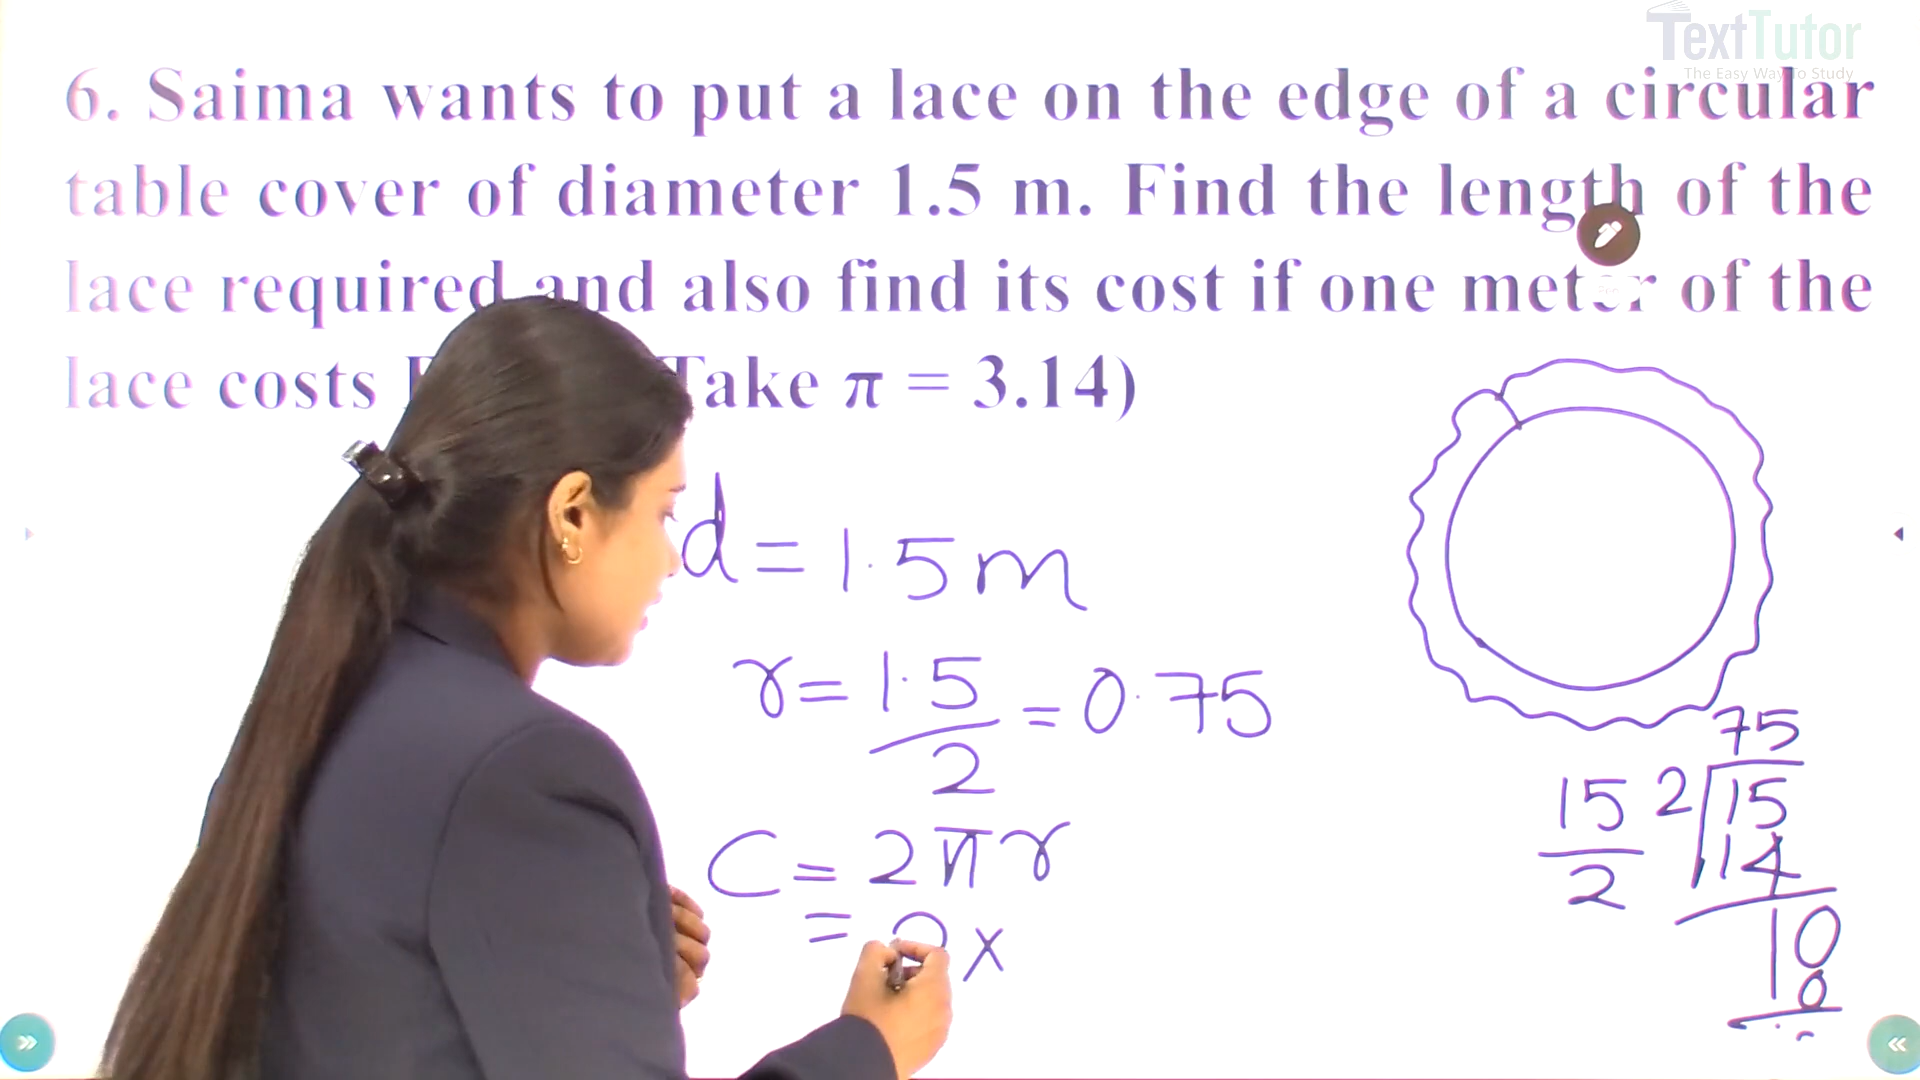 TextTutor
The Easy Way To Study
6. Saima wants to put a lace on the edge of a circular
table cover of diameter 1.5 m. Find the length of the
lace required and also find its cost if one meter of the
lace costs Take π = 3.14)
d = 1.5 m
r = 1.5/2 = 0.75
C = 2πr
= 2 x
75
15/2 2 15
14
10
»
«